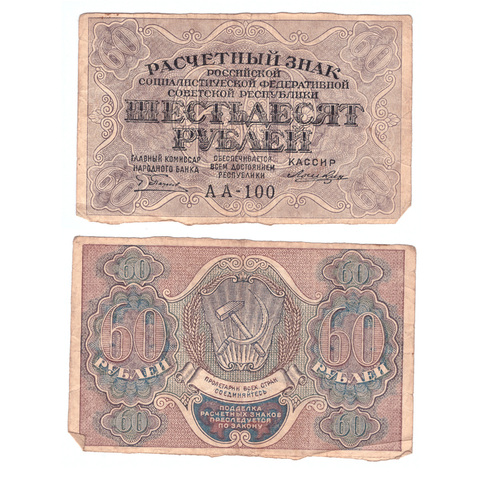 60 60
РАСЧЕТНЫЙ ЗНАК
РОССИЙСКОЙ
СОЦИАЛИСТИЧЕСКОЙ ФЕДЕРАТИВНОЙ
СОВЕТСКОЙ РЕСПУБЛИКИ
ШЕСТЬДЕСЯТ
РУБЛЕЙ
ГЛАВНЫЙ КОМИССАР
НАРОДНОГО БАНКА
ОБЕСПЕЧИВАЕТСЯ
ВСЕМ ДОСТОЯНИЕМ
РЕСПУБЛИКИ
КАССИР
АА-100
60 60
60 60
60
РУБЛЕЙ
60
РУБЛЕЙ
ПРОЛЕТАРИИ ВСЕХ СТРАН
СОЕДИНЯЙТЕСЬ
ПОДДЕЛКА
РАСЧЕТНЫХ ЗНАКОВ
ПРЕСЛЕДУЕТСЯ
ПО ЗАКОНУ
60 60